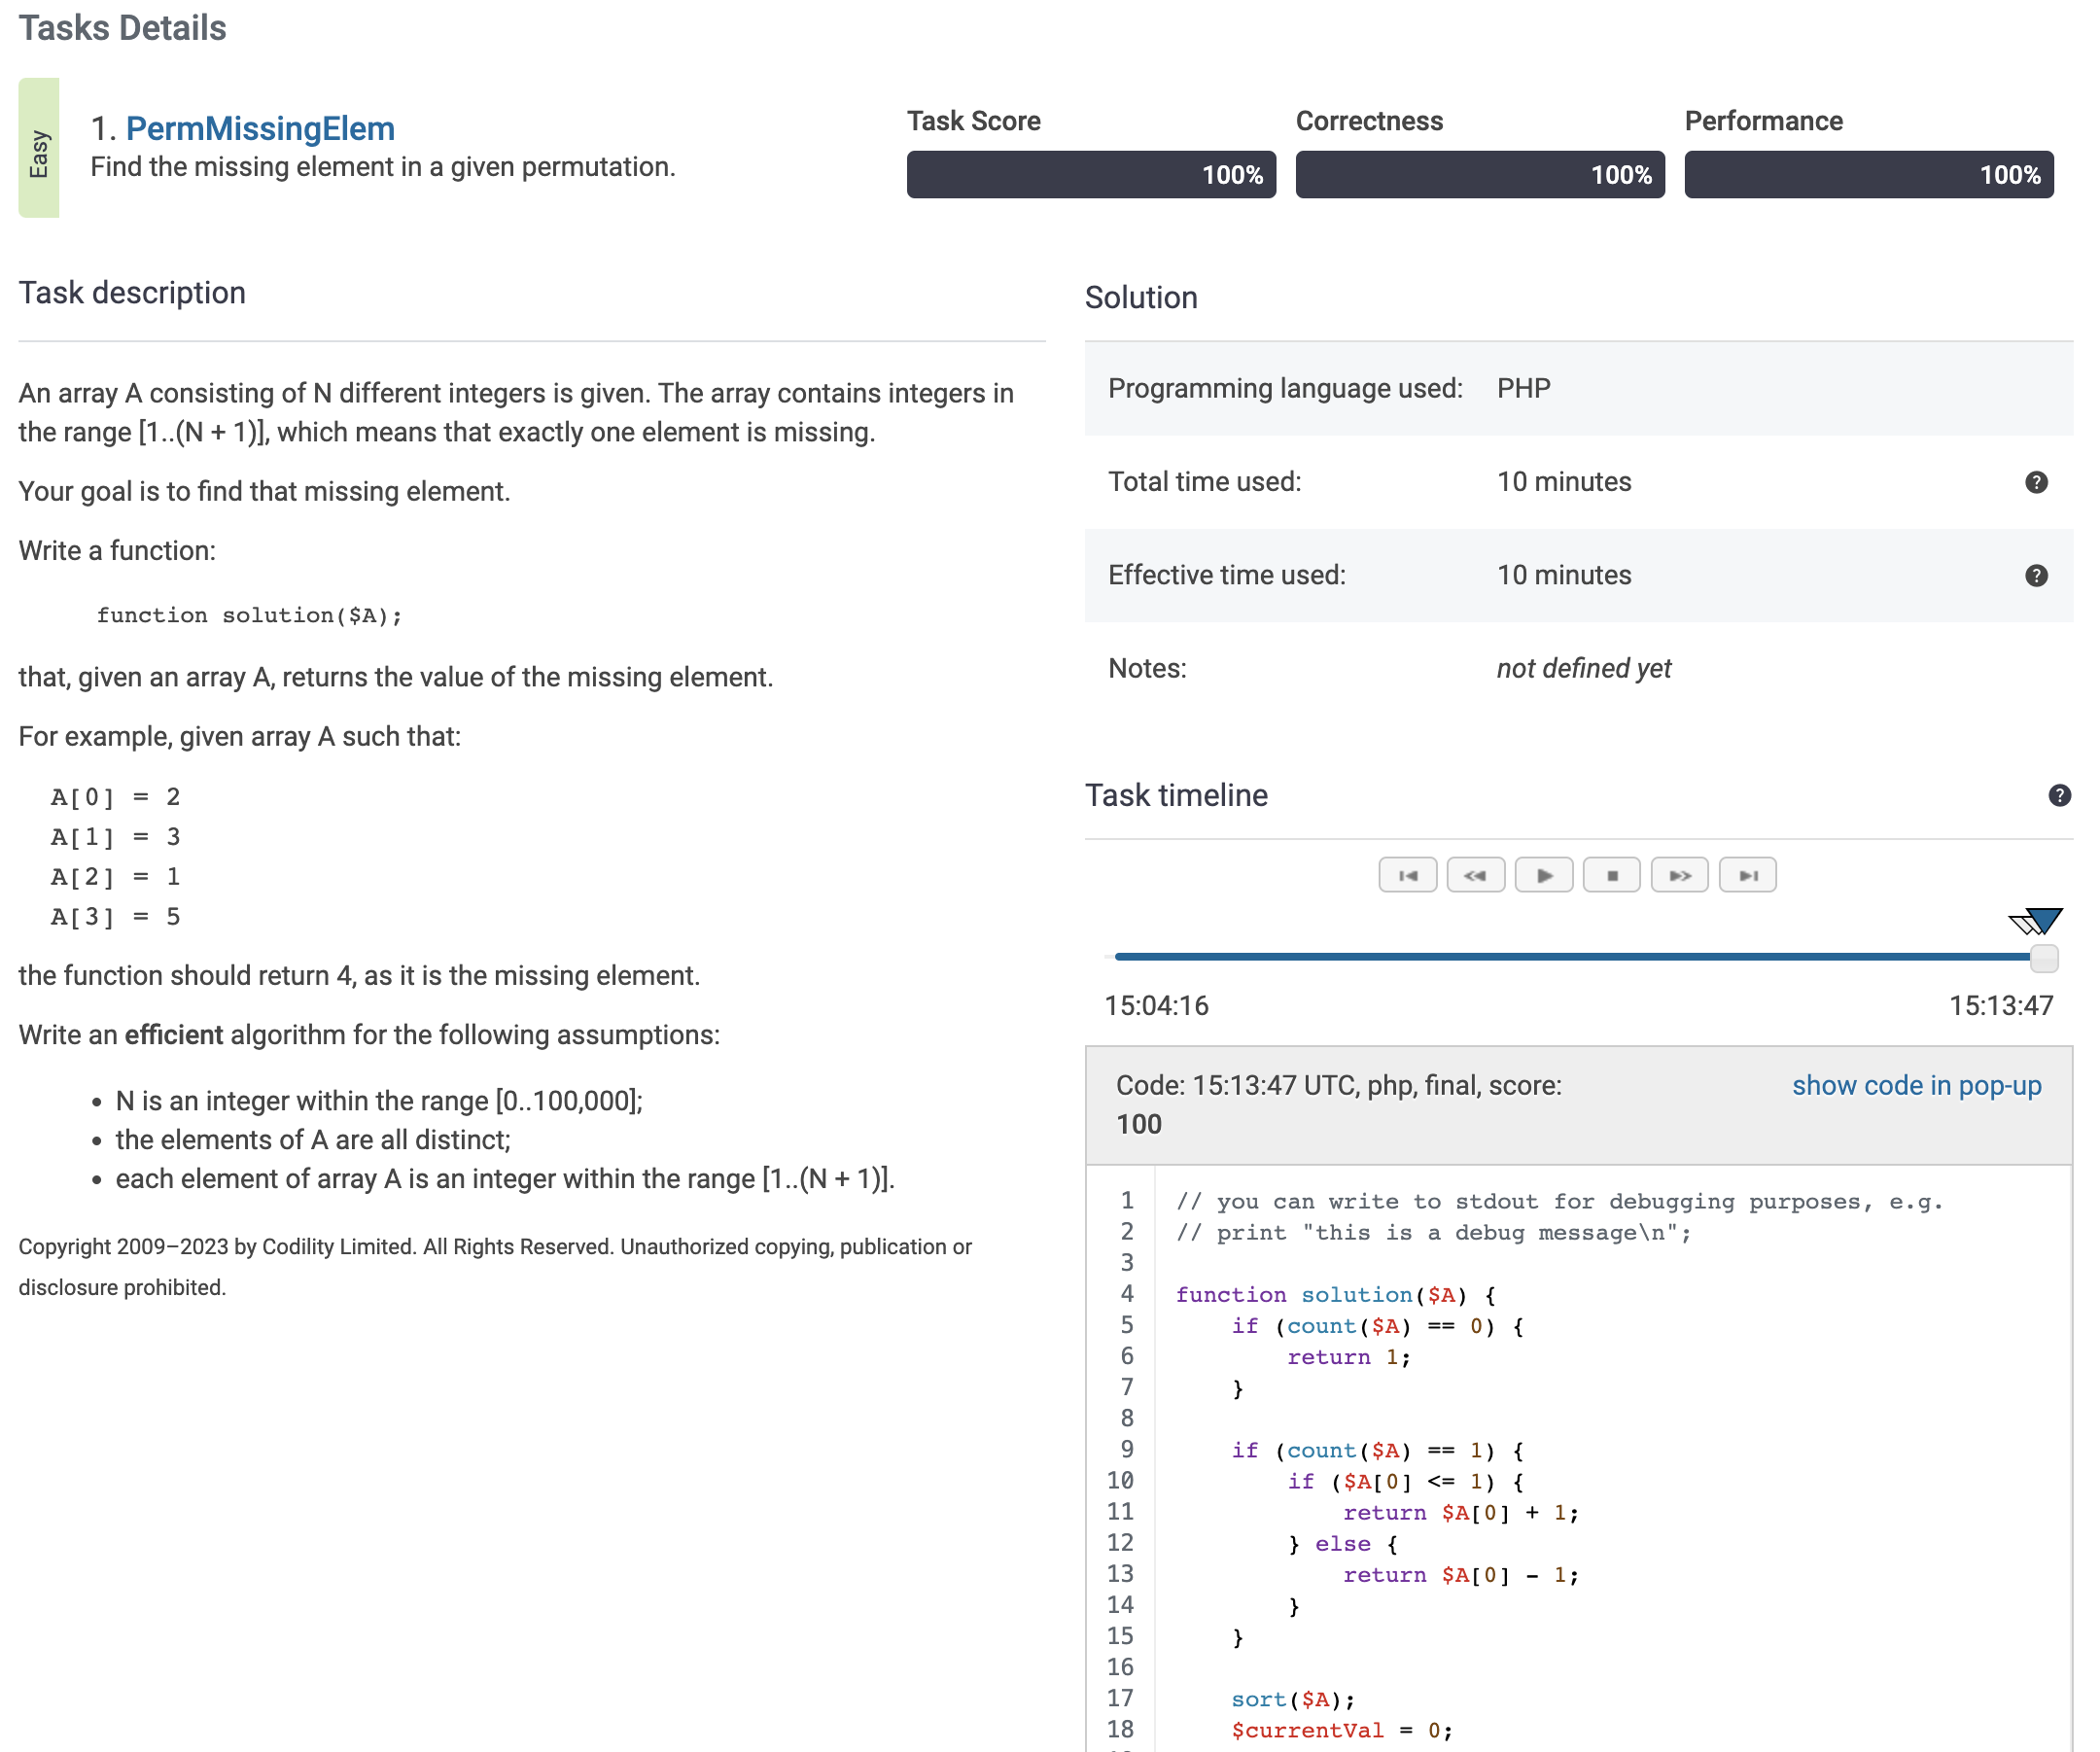 Tasks Details
Easy
1. PermMissingElem
Find the missing element in a given permutation.
Task Score
Correctness
Performance
100%
100%
100%
Task description
An array A consisting of N different integers is given. The array contains integers in
the range [1..(N + 1)], which means that exactly one element is missing.
Your goal is to find that missing element.
Write a function:
function solution($A);
that, given an array A, returns the value of the missing element.
For example, given array A such that:
A[0] = 2
A[1] = 3
A[2] = 1
A[3] = 5
the function should return 4, as it is the missing element.
Write an efficient algorithm for the following assumptions:
• N is an integer within the range [0..100,000];
• the elements of A are all distinct;
• each element of array A is an integer within the range [1..(N + 1)].
Copyright 2009–2023 by Codility Limited. All Rights Reserved. Unauthorized copying, publication or
disclosure prohibited.
Solution
Programming language used: PHP
Total time used: 10 minutes ?
Effective time used: 10 minutes ?
Notes: not defined yet
Task timeline ?
15:04:16 15:13:47
Code: 15:13:47 UTC, php, final, score:
100
show code in pop-up
1 // you can write to stdout for debugging purposes, e.g.
2 // print "this is a debug message\n";
3
4 function solution($A) {
5     if (count($A) == 0) {
6         return 1;
7     }
8
9     if (count($A) == 1) {
10         if ($A[0] <= 1) {
11             return $A[0] + 1;
12         } else {
13             return $A[0] - 1;
14         }
15     }
16
17     sort($A);
18     $currentVal = 0;